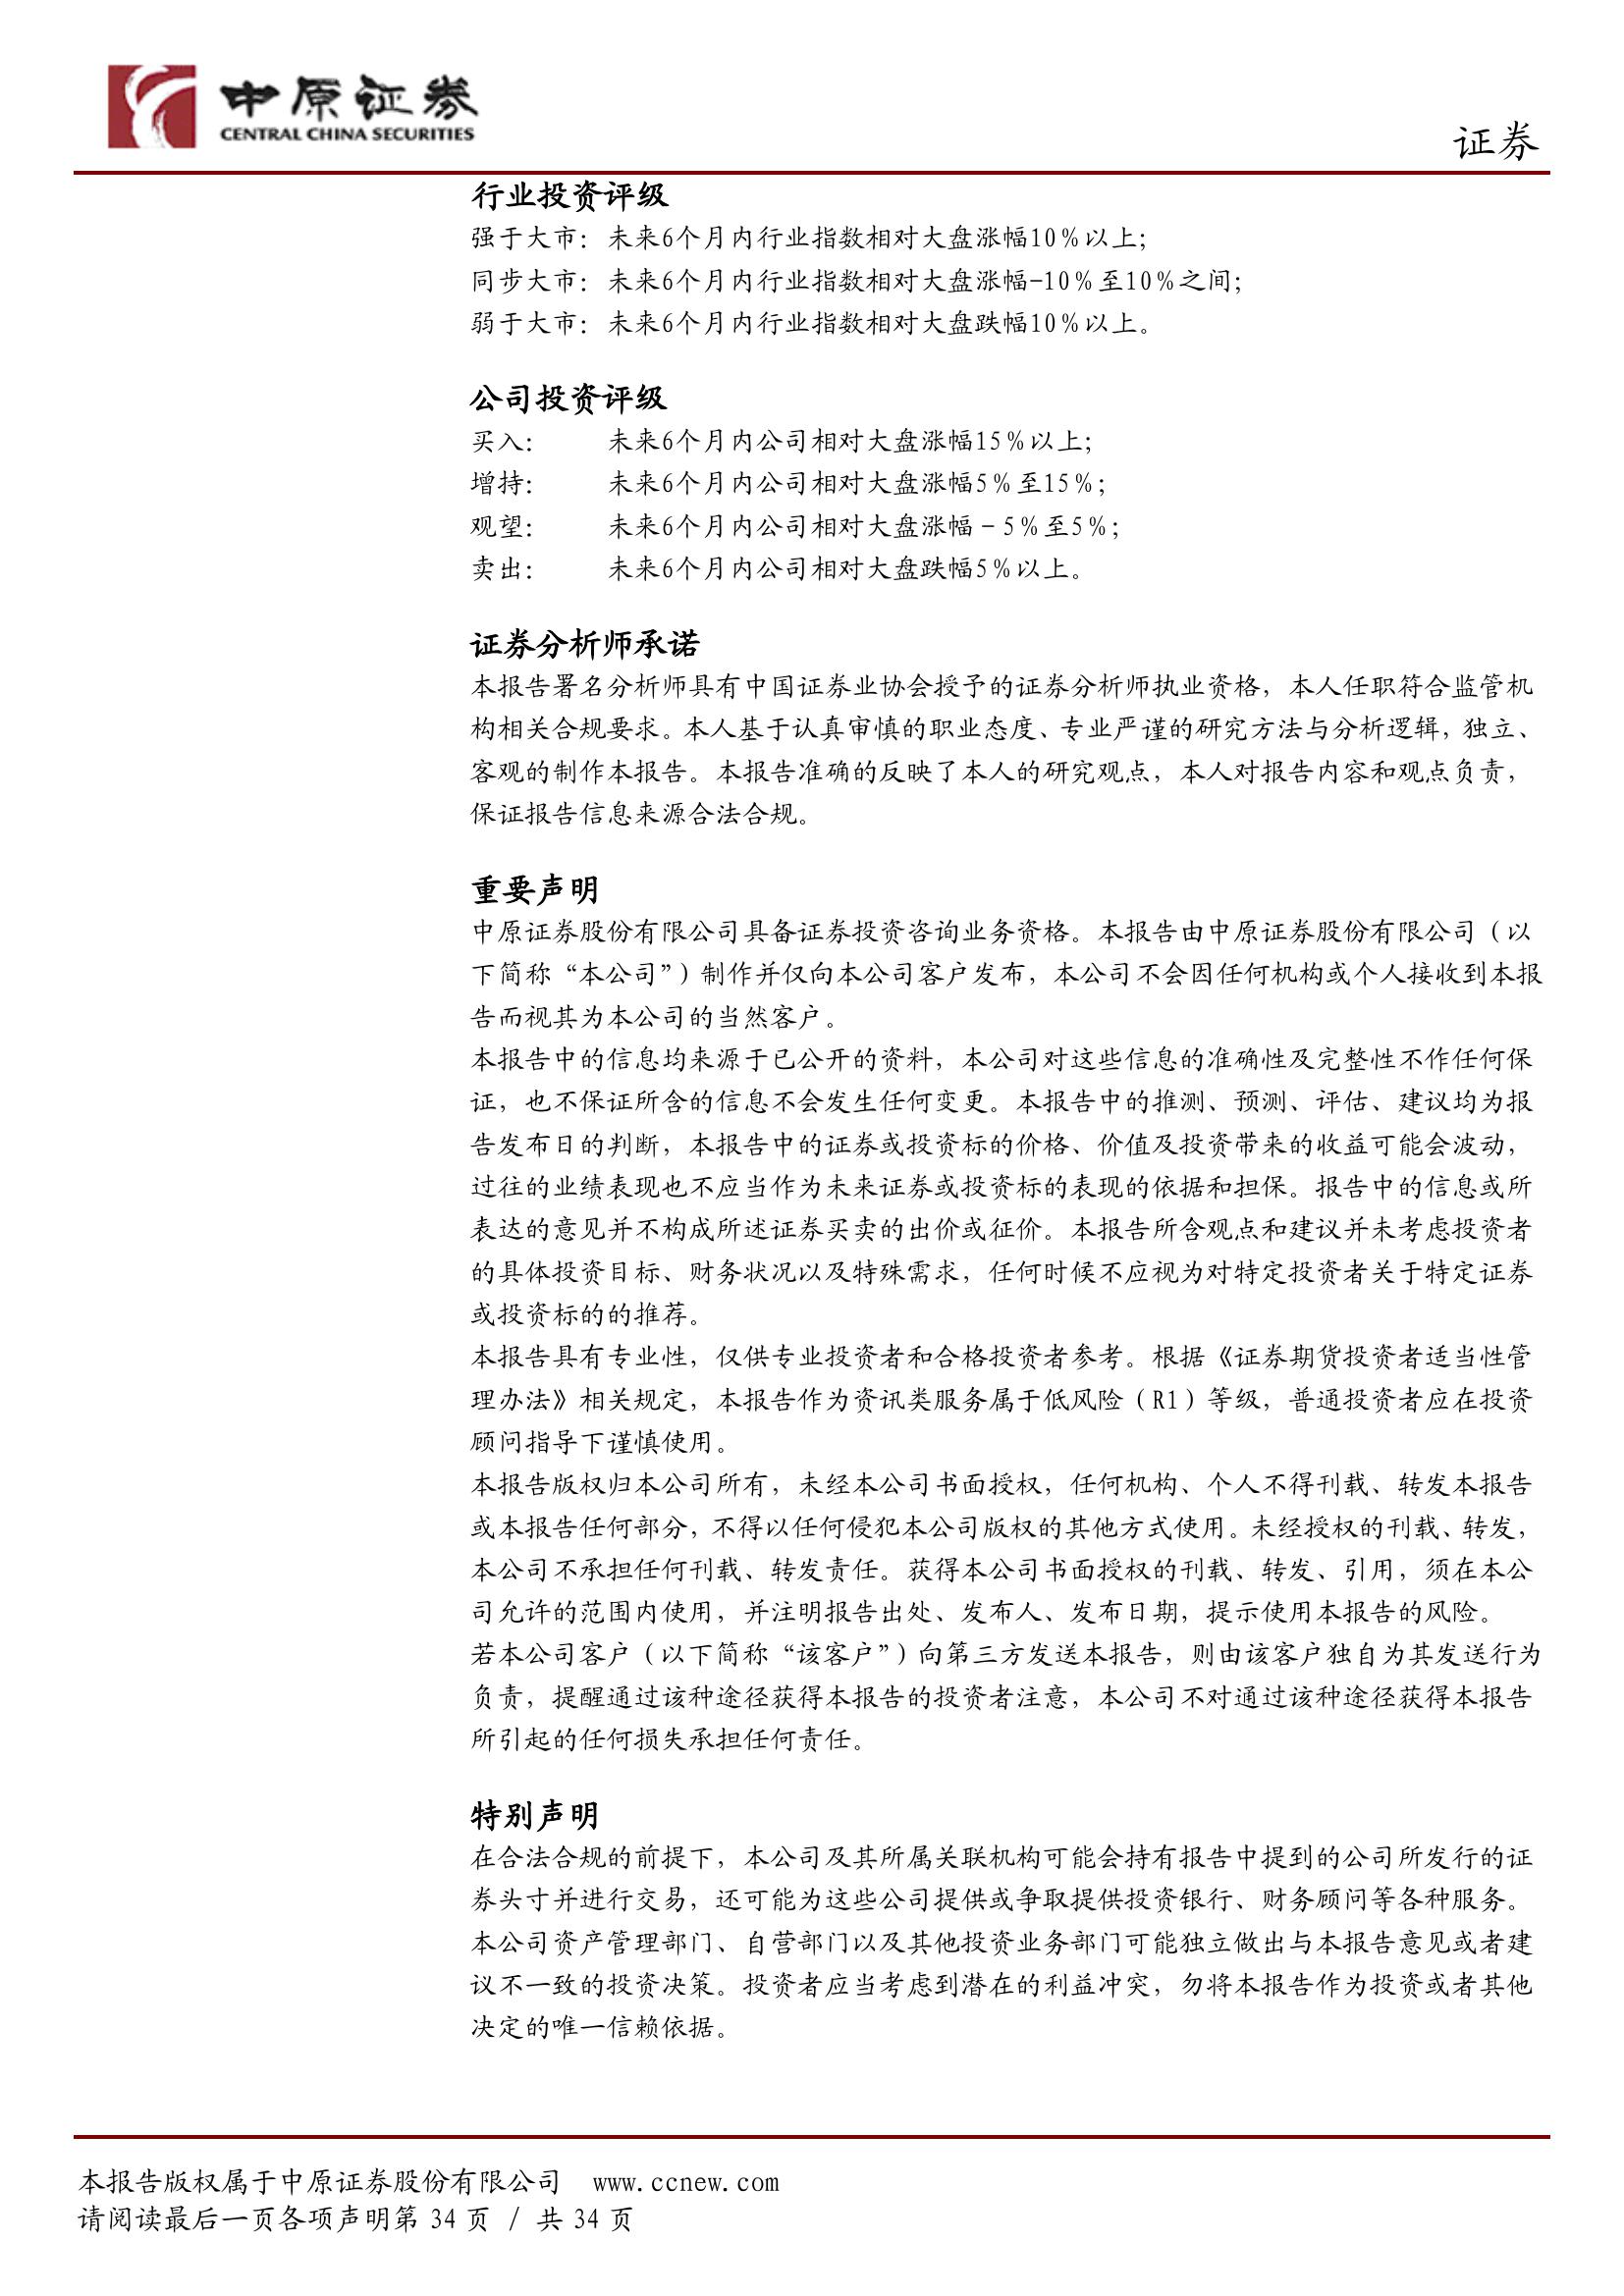 中原证券
CENTRAL CHINA SECURITIES
证券
行业投资评级
强于大市：未来6个月内行业指数相对大盘涨幅10％以上；
同步大市：未来6个月内行业指数相对大盘涨幅-10％至10％之间；
弱于大市：未来6个月内行业指数相对大盘跌幅10％以上。
公司投资评级
买入： 未来6个月内公司相对大盘涨幅15％以上；
增持： 未来6个月内公司相对大盘涨幅5％至15％；
观望： 未来6个月内公司相对大盘涨幅－5％至5％；
卖出： 未来6个月内公司相对大盘跌幅5％以上。
证券分析师承诺
本报告署名分析师具有中国证券业协会授予的证券分析师执业资格，本人任职符合监管机
构相关合规要求。本人基于认真审慎的职业态度、专业严谨的研究方法与分析逻辑，独立、
客观的制作本报告。本报告准确的反映了本人的研究观点，本人对报告内容和观点负责，
保证报告信息来源合法合规。
重要声明
中原证券股份有限公司具备证券投资咨询业务资格。本报告由中原证券股份有限公司（以
下简称“本公司”）制作并仅向本公司客户发布，本公司不会因任何机构或个人接收到本报
告而视其为本公司的当然客户。
本报告中的信息均来源于已公开的资料，本公司对这些信息的准确性及完整性不作任何保
证，也不保证所含的信息不会发生任何变更。本报告中的推测、预测、评估、建议均为报
告发布日的判断，本报告中的证券或投资标的价格、价值及投资带来的收益可能会波动，
过往的业绩表现也不应当作为未来证券或投资标的表现的依据和担保。报告中的信息或所
表达的意见并不构成所述证券买卖的出价或征价。本报告所含观点和建议并未考虑投资者
的具体投资目标、财务状况以及特殊需求，任何时候不应视为对特定投资者关于特定证券
或投资标的的推荐。
本报告具有专业性，仅供专业投资者和合格投资者参考。根据《证券期货投资者适当性管
理办法》相关规定，本报告作为资讯类服务属于低风险（R1）等级，普通投资者应在投资
顾问指导下谨慎使用。
本报告版权归本公司所有，未经本公司书面授权，任何机构、个人不得刊载、转发本报告
或本报告任何部分，不得以任何侵犯本公司版权的其他方式使用。未经授权的刊载、转发，
本公司不承担任何刊载、转发责任。获得本公司书面授权的刊载、转发、引用，须在本公
司允许的范围内使用，并注明报告出处、发布人、发布日期，提示使用本报告的风险。
若本公司客户（以下简称“该客户”）向第三方发送本报告，则由该客户独自为其发送行为
负责，提醒通过该种途径获得本报告的投资者注意，本公司不对通过该种途径获得本报告
所引起的任何损失承担任何责任。
特别声明
在合法合规的前提下，本公司及其所属关联机构可能会持有报告中提到的公司所发行的证
券头寸并进行交易，还可能为这些公司提供或争取提供投资银行、财务顾问等各种服务。
本公司资产管理部门、自营部门以及其他投资业务部门可能独立做出与本报告意见或者建
议不一致的投资决策。投资者应当考虑到潜在的利益冲突，勿将本报告作为投资或者其他
决定的唯一信赖依据。
本报告版权属于中原证券股份有限公司 www.ccnew.com
请阅读最后一页各项声明第 34 页 / 共 34 页